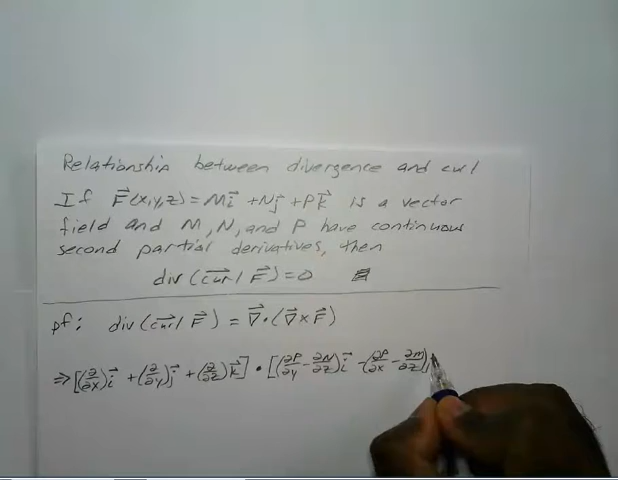 Relationship between divergence and curl
If F⃗(x,y,z)=Mi⃗ +Nj⃗ +Pk⃗ is a vector
field and M, N, and P have continuous
second partial derivatives, then
div(curl F⃗)=0
pf: div(curl F⃗) = ∇⃗·(∇⃗×F⃗)
⇒[(∂/∂x)i⃗ +(∂/∂y)j⃗ +(∂/∂z)k⃗]·[(∂P/∂y-∂N/∂z)i⃗ -(∂P/∂x-∂M/∂z)j